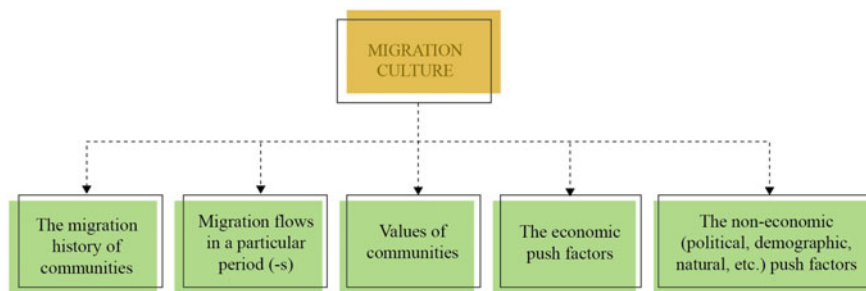 MIGRATION
CULTURE
The migration
history of
communities
Migration flows
in a particular
period (-s)
Values of
communities
The economic
push factors
The non-economic
(political, demographic,
natural, etc.) push factors